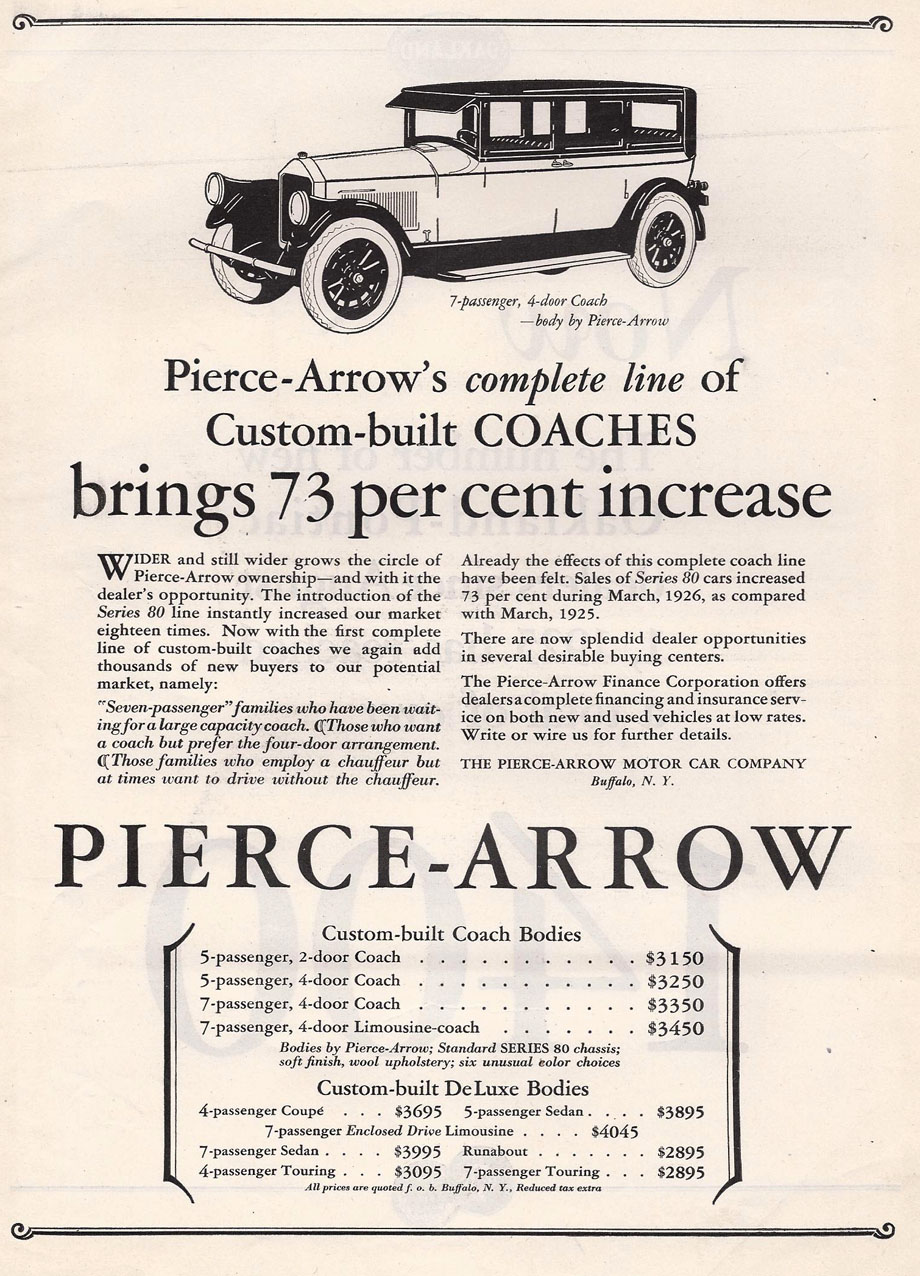 7-passenger, 4-door Coach
—body by Pierce-Arrow
Pierce-Arrow's complete line of
Custom-built COACHES
brings 73 per cent increase
WIDER and still wider grows the circle of
Pierce-Arrow ownership—and with it the
dealer's opportunity. The introduction of the
Series 80 line instantly increased our market
eighteen times. Now with the first complete
line of custom-built coaches we again add
thousands of new buyers to our potential
market, namely:
"Seven-passenger" families who have been wait-
ing for a large capacity coach. ⁋Those who want
a coach but prefer the four-door arrangement.
⁋Those families who employ a chauffeur but
at times want to drive without the chauffeur.
Already the effects of this complete coach line
have been felt. Sales of Series 80 cars increased
73 per cent during March, 1926, as compared
with March, 1925.
There are now splendid dealer opportunities
in several desirable buying centers.
The Pierce-Arrow Finance Corporation offers
dealers a complete financing and insurance serv-
ice on both new and used vehicles at low rates.
Write or wire us for further details.
THE PIERCE-ARROW MOTOR CAR COMPANY
Buffalo, N. Y.
PIERCE-ARROW
Custom-built Coach Bodies
5-passenger, 2-door Coach . . . . . . . . . $3150
5-passenger, 4-door Coach . . . . . . . . . . $3250
7-passenger, 4-door Coach . . . . . . . . . . $3350
7-passenger, 4-door Limousine-coach . . . . . . . $3450
Bodies by Pierce-Arrow; Standard SERIES 80 chassis;
soft finish, wool upholstery; six unusual color choices
Custom-built DeLuxe Bodies
4-passenger Coupé . . . $3695 5-passenger Sedan . . . . $3895
7-passenger Enclosed Drive Limousine . . . . $4045
7-passenger Sedan . . . . $3995 Runabout . . . . . . . $2895
4-passenger Touring . . . $3095 7-passenger Touring . . . $2895
All prices are quoted f. o. b. Buffalo, N. Y., Reduced tax extra